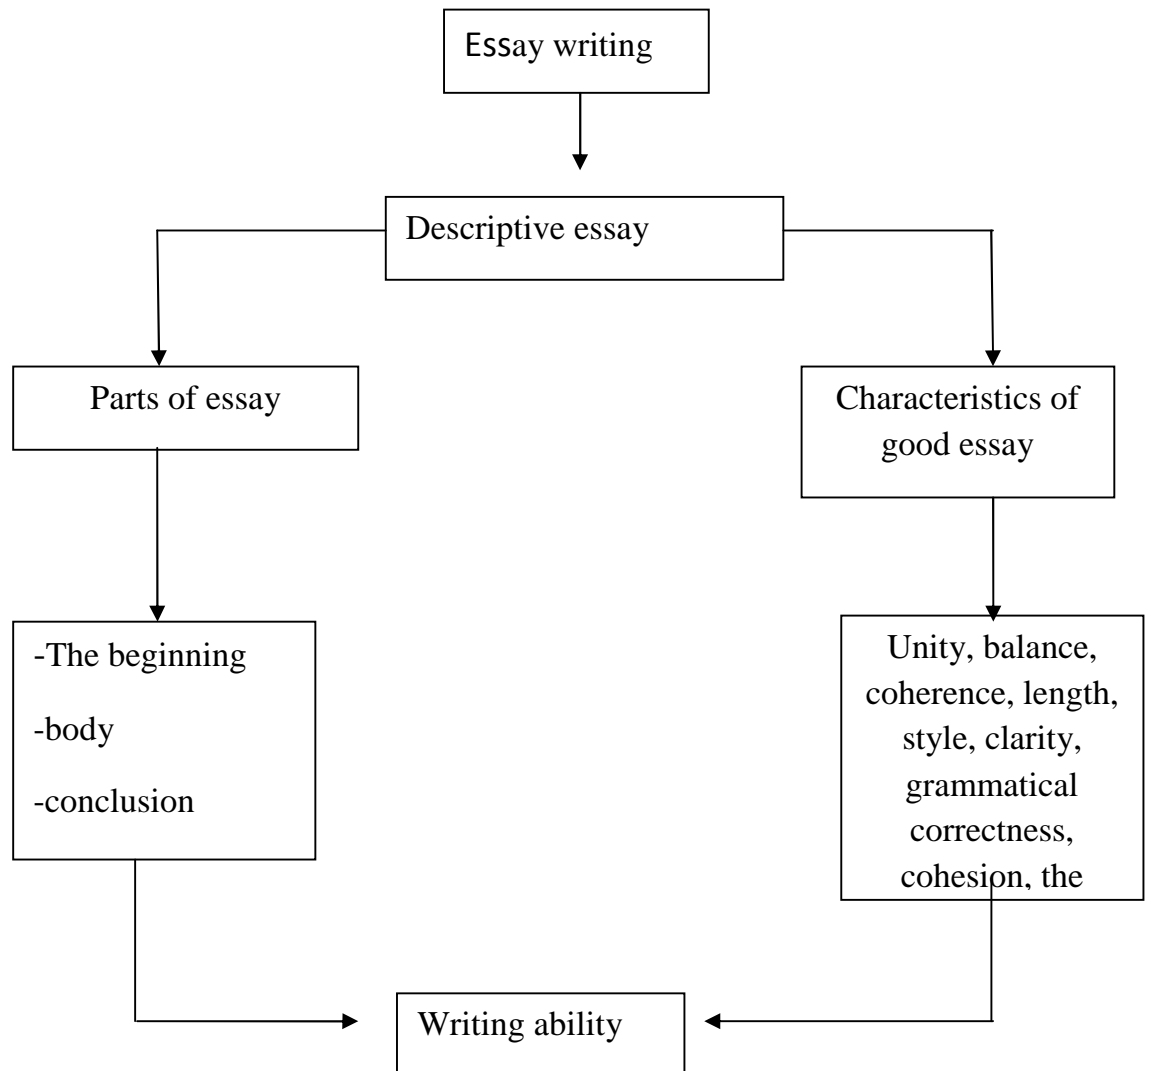 Essay writing
Descriptive essay
Parts of essay
Characteristics of
good essay
-The beginning
-body
-conclusion
Unity, balance,
coherence, length,
style, clarity,
grammatical
correctness,
cohesion, the
Writing ability